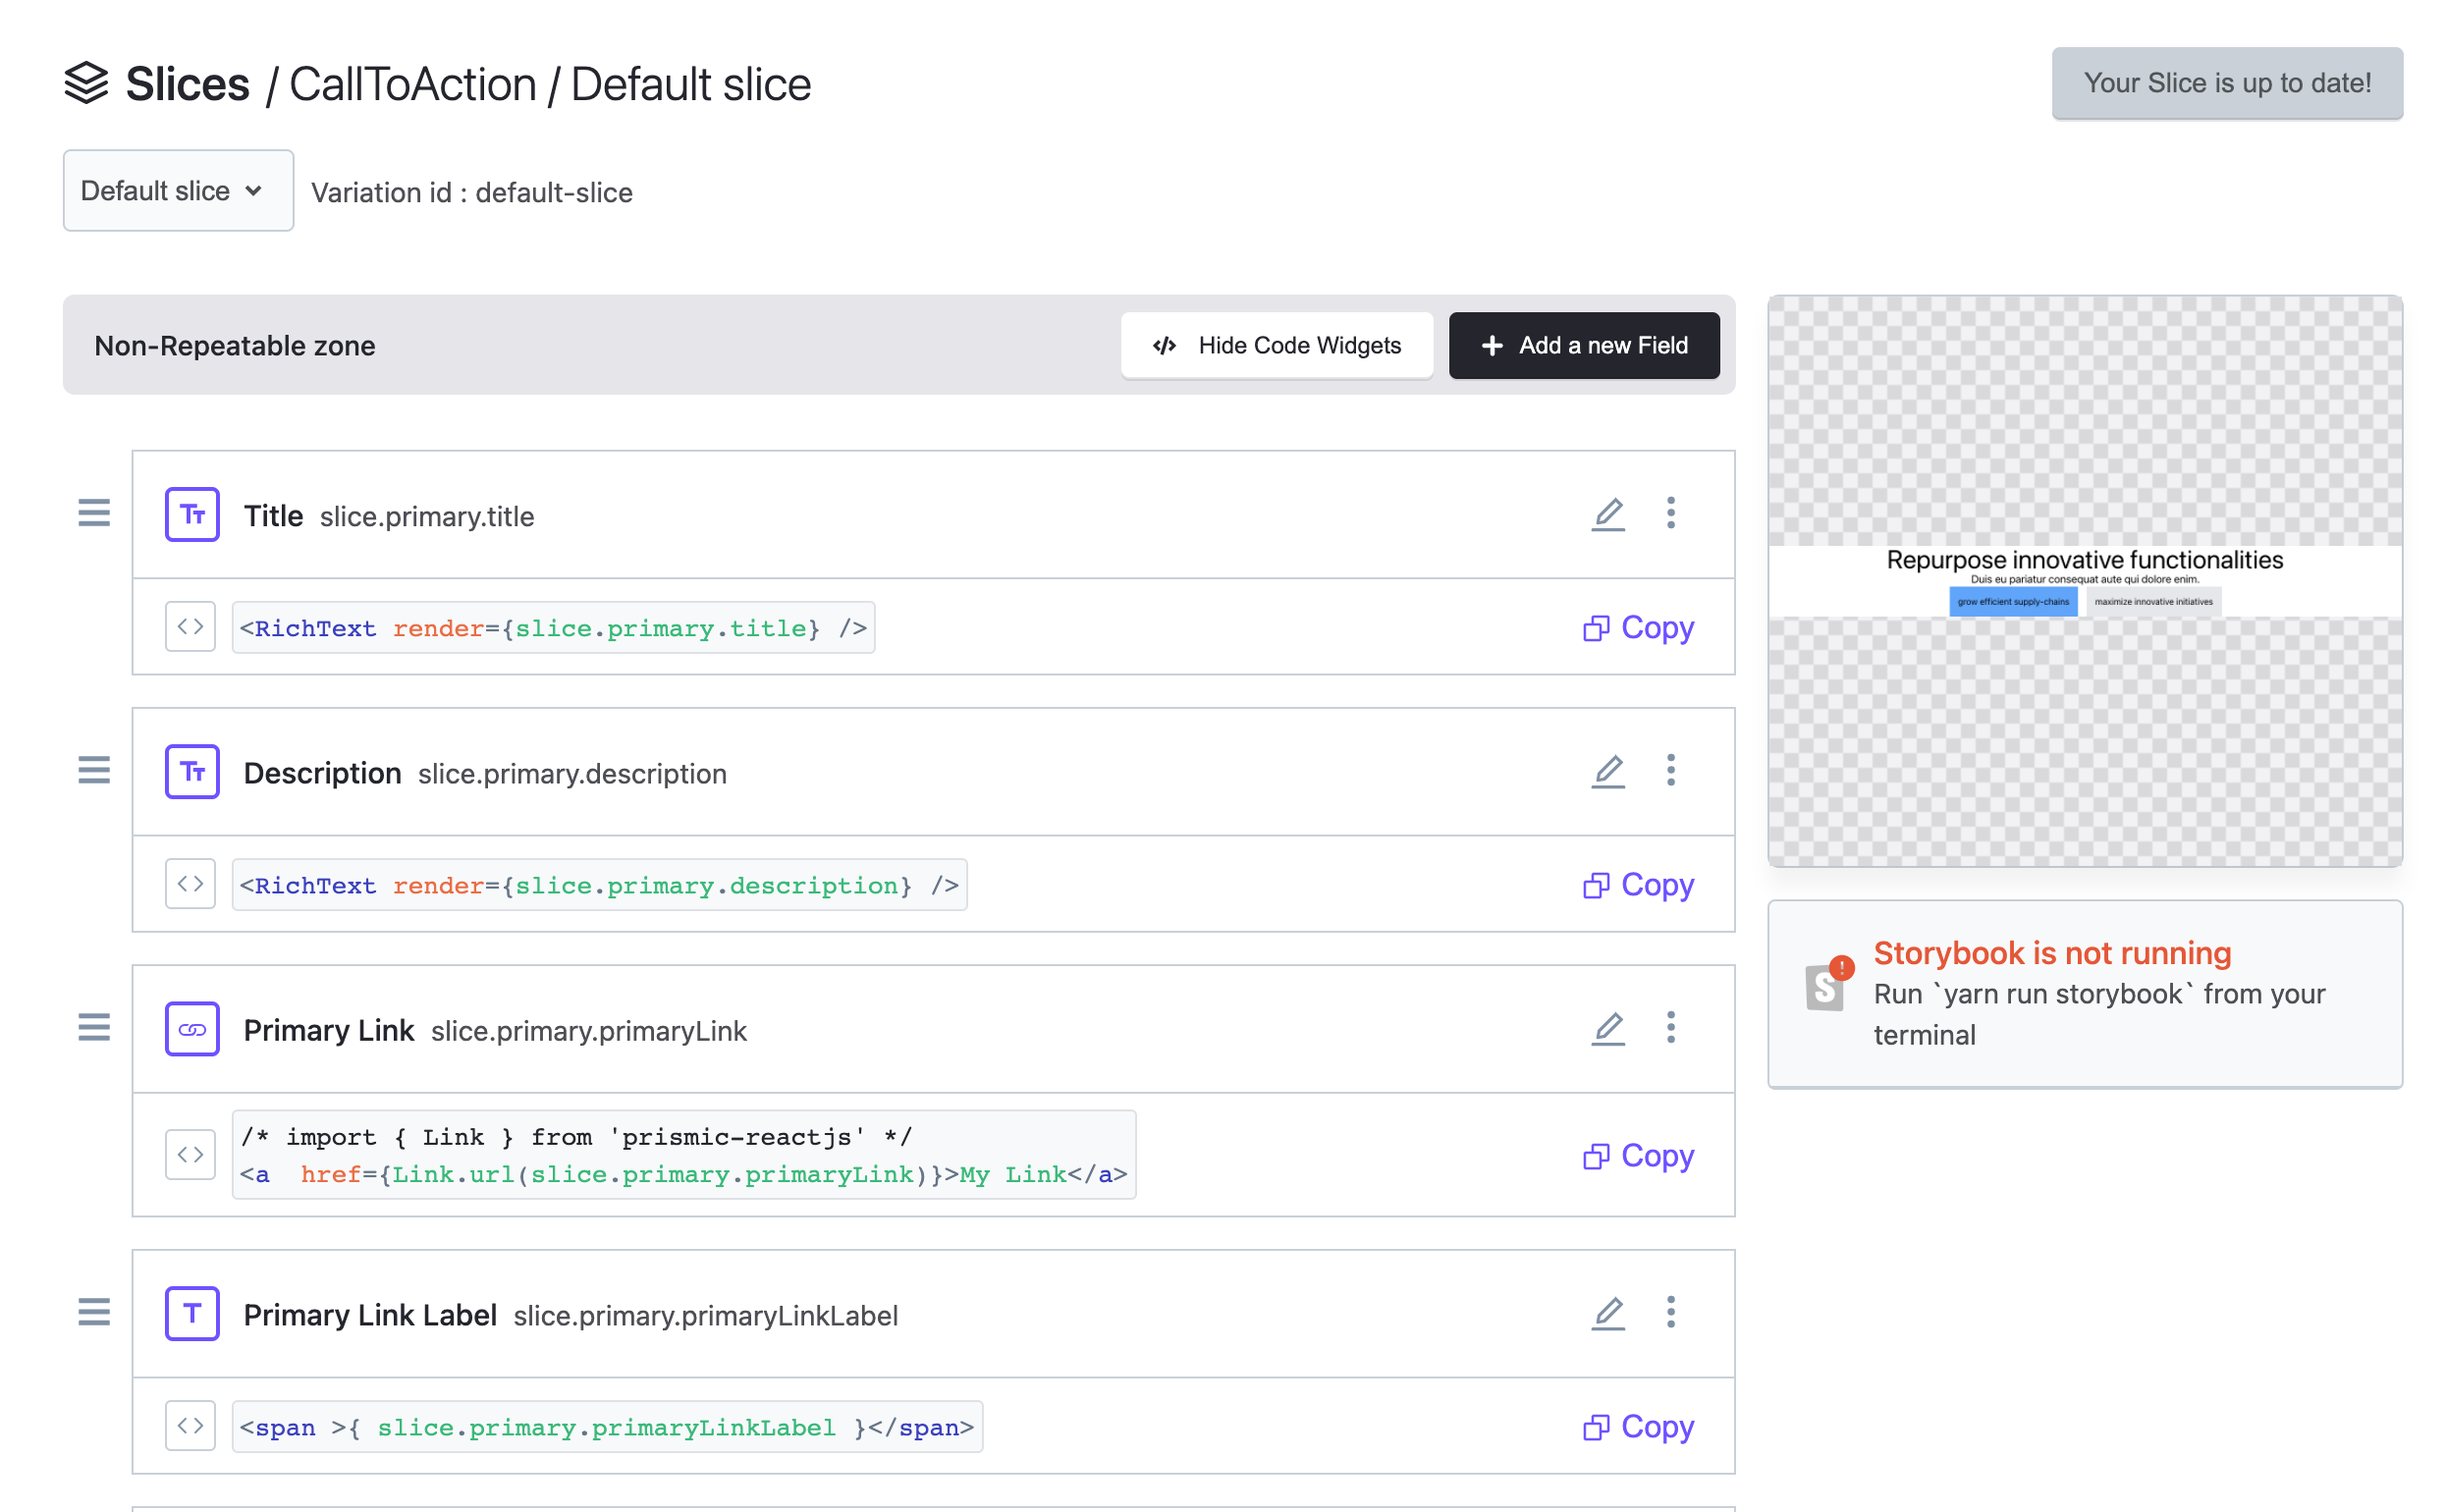 Slices / CallToAction / Default slice
Your Slice is up to date!
Default slice
Variation id : default-slice
Non-Repeatable zone
Hide Code Widgets
Add a new Field
Title slice.primary.title
<RichText render={slice.primary.title} />
Copy
Description slice.primary.description
<RichText render={slice.primary.description} />
Copy
Primary Link slice.primary.primaryLink
/* import { Link } from 'prismic-reactjs' */
<a  href={Link.url(slice.primary.primaryLink)}>My Link</a>
Copy
Primary Link Label slice.primary.primaryLinkLabel
<span >{ slice.primary.primaryLinkLabel }</span>
Copy
Repurpose innovative functionalities
Duis eu pariatur consequat aute qui dolore enim.
grow efficient supply-chains
maximize innovative initiatives
Storybook is not running
Run `yarn run storybook` from your
terminal